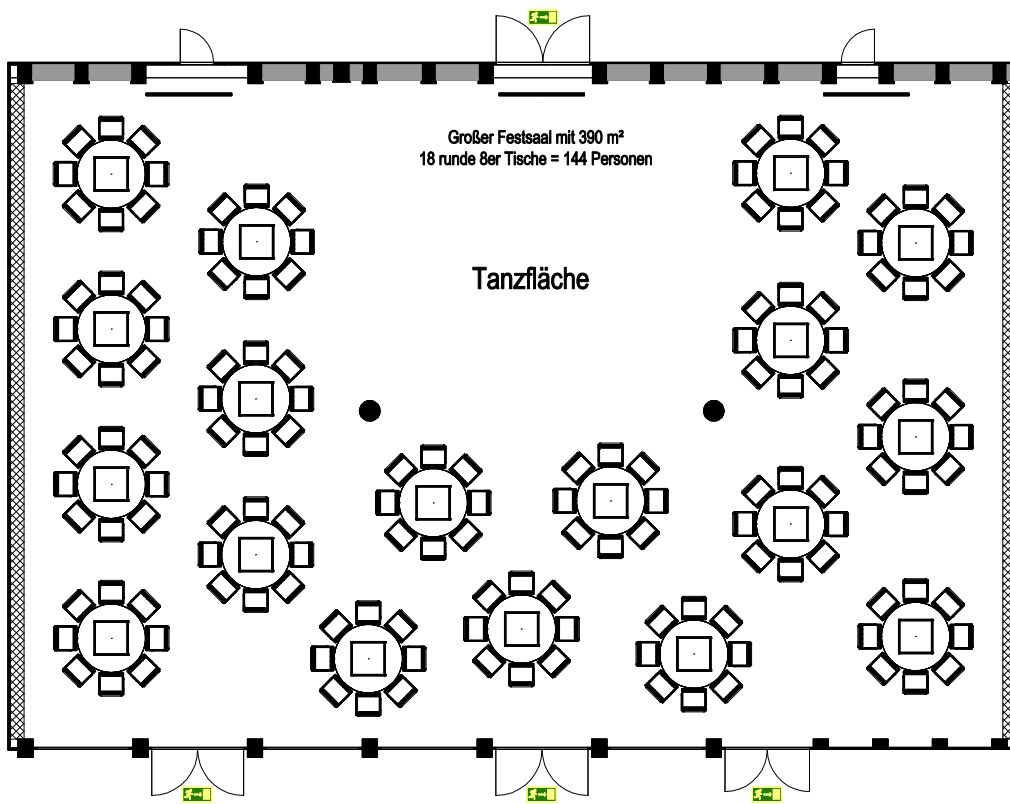 Großer Festsaal mit 390 m²
18 runde 8er Tische = 144 Personen
Tanzfläche